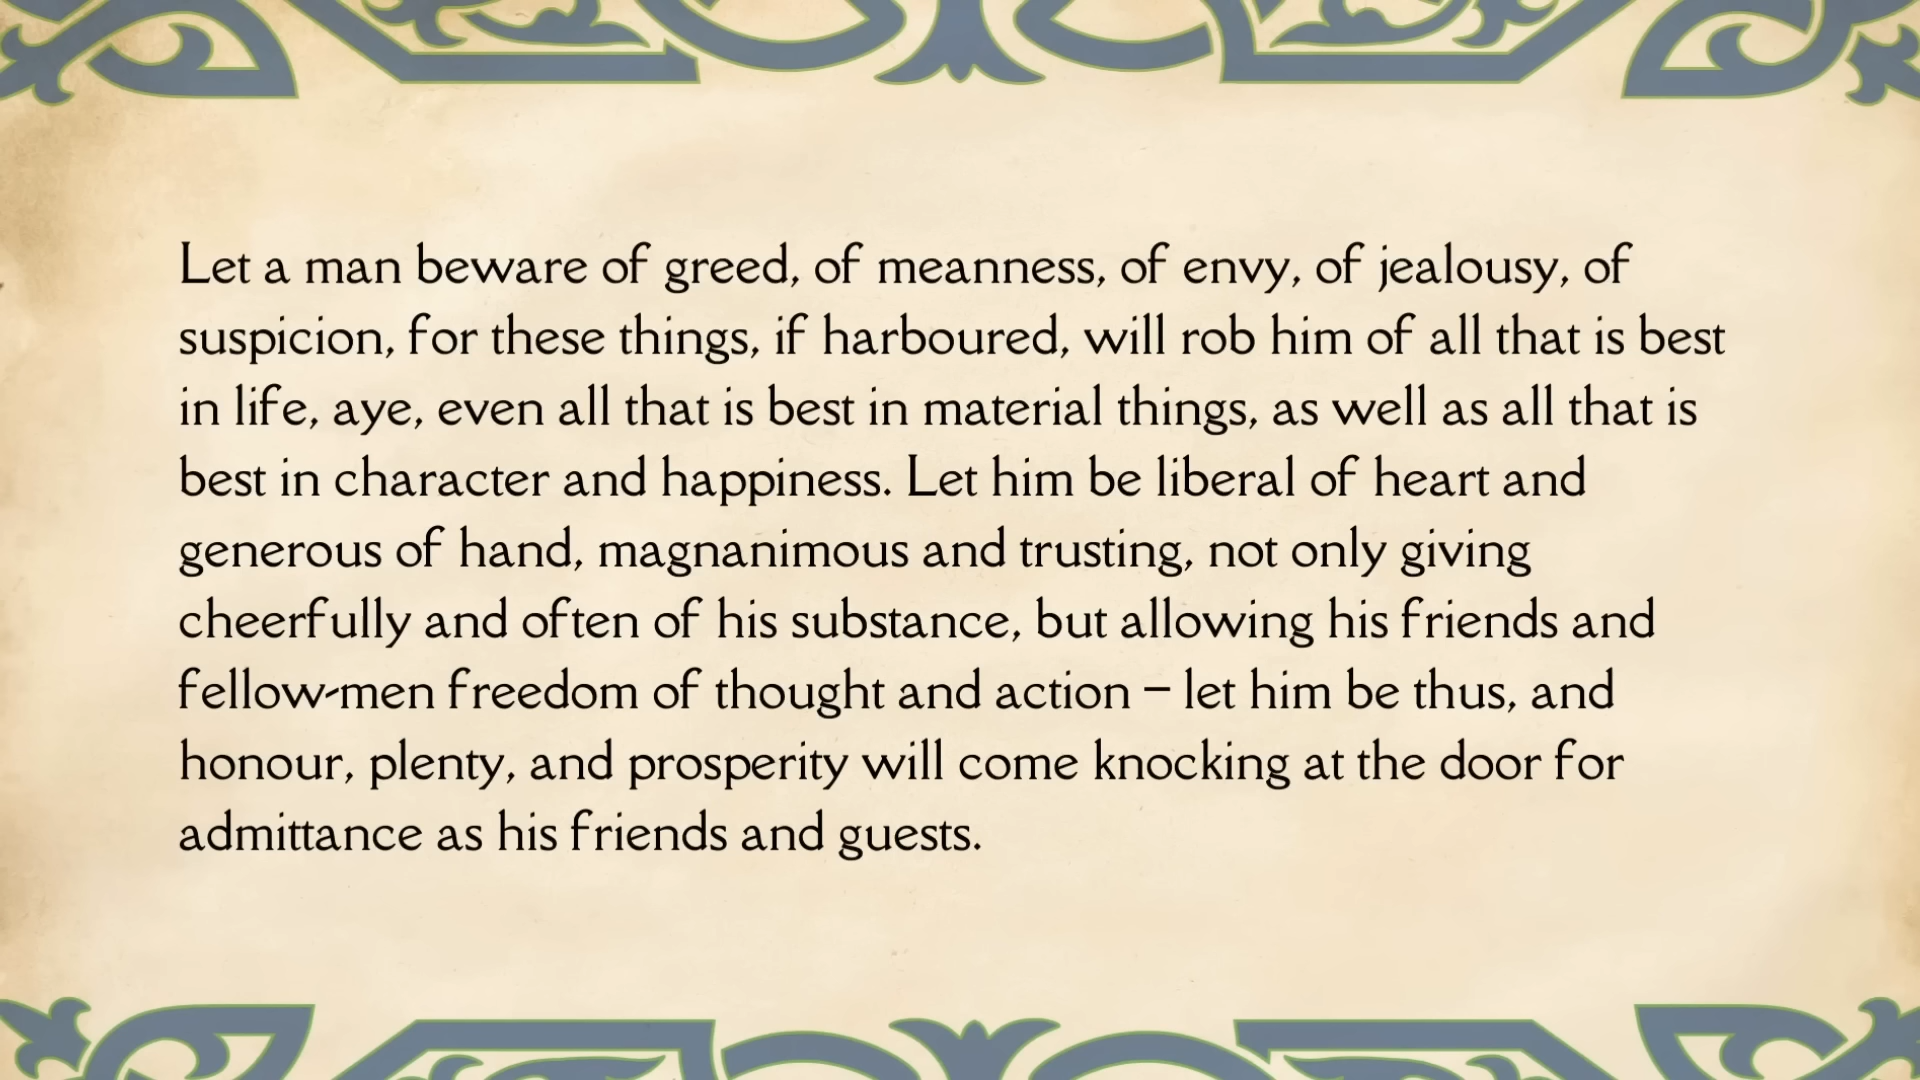 Let a man beware of greed, of meanness, of envy, of jealousy, of
suspicion, for these things, if harboured, will rob him of all that is best
in life, aye, even all that is best in material things, as well as all that is
best in character and happiness. Let him be liberal of heart and
generous of hand, magnanimous and trusting, not only giving
cheerfully and often of his substance, but allowing his friends and
fellow-men freedom of thought and action – let him be thus, and
honour, plenty, and prosperity will come knocking at the door for
admittance as his friends and guests.